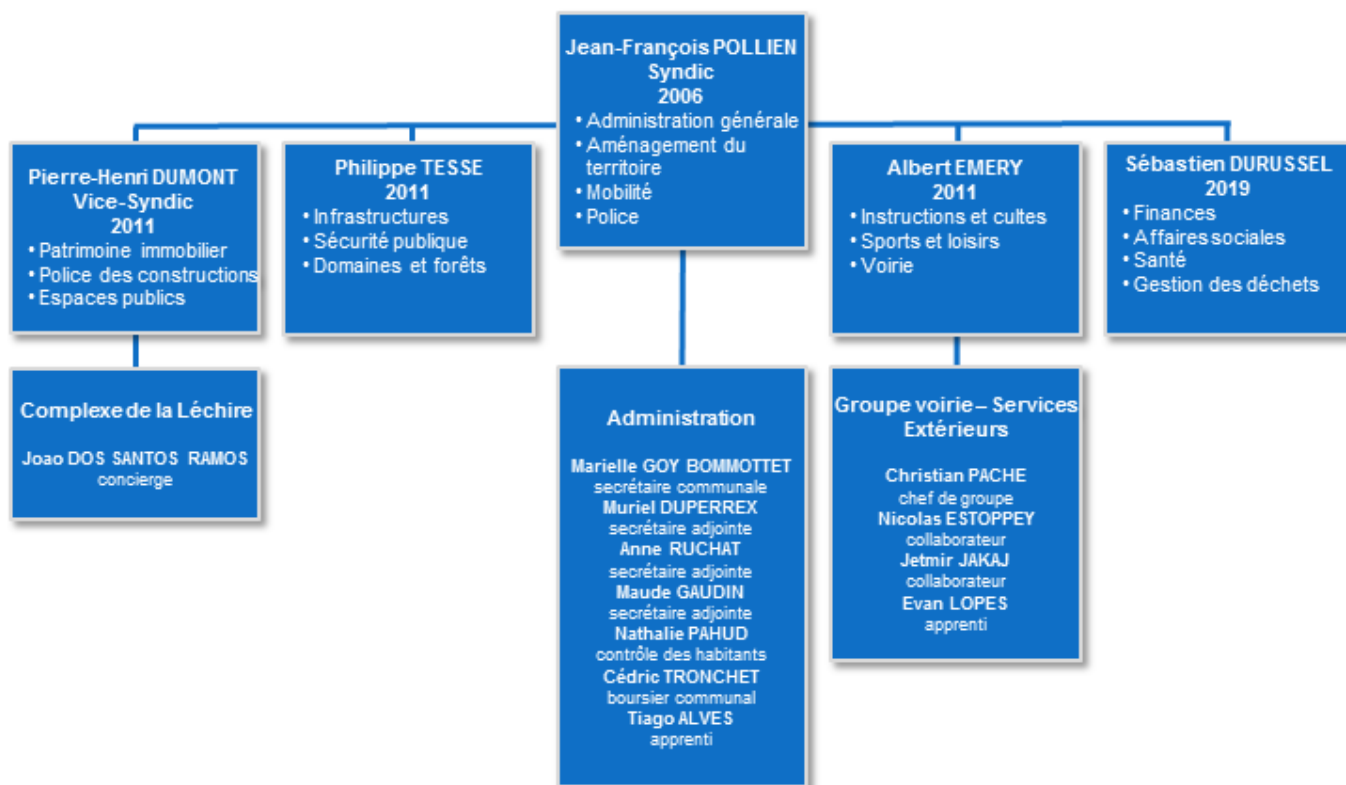 Jean-François POLLIEN
Syndic
2006
• Administration générale
• Aménagement du
territoire
• Mobilité
• Police
Pierre-Henri DUMONT
Vice-Syndic
2011
• Patrimoine immobilier
• Police des constructions
• Espaces publics
Philippe TESSE
2011
• Infrastructures
• Sécurité publique
• Domaines et forêts
Albert EMERY
2011
• Instructions et cultes
• Sports et loisirs
• Voirie
Sébastien DURUSSEL
2019
• Finances
• Affaires sociales
• Santé
• Gestion des déchets
Complexe de la Léchire
Joao DOS SANTOS RAMOS
concierge
Administration
Marielle GOY BOMMOTTET
secrétaire communale
Muriel DUPERREX
secrétaire adjointe
Anne RUCHAT
secrétaire adjointe
Maude GAUDIN
secrétaire adjointe
Nathalie PAHUD
contrôle des habitants
Cédric TRONCHET
boursier communal
Tiago ALVES
apprenti
Groupe voirie – Services
Extérieurs
Christian PACHE
chef de groupe
Nicolas ESTOPPEY
collaborateur
Jetmir JAKAJ
collaborateur
Evan LOPES
apprenti